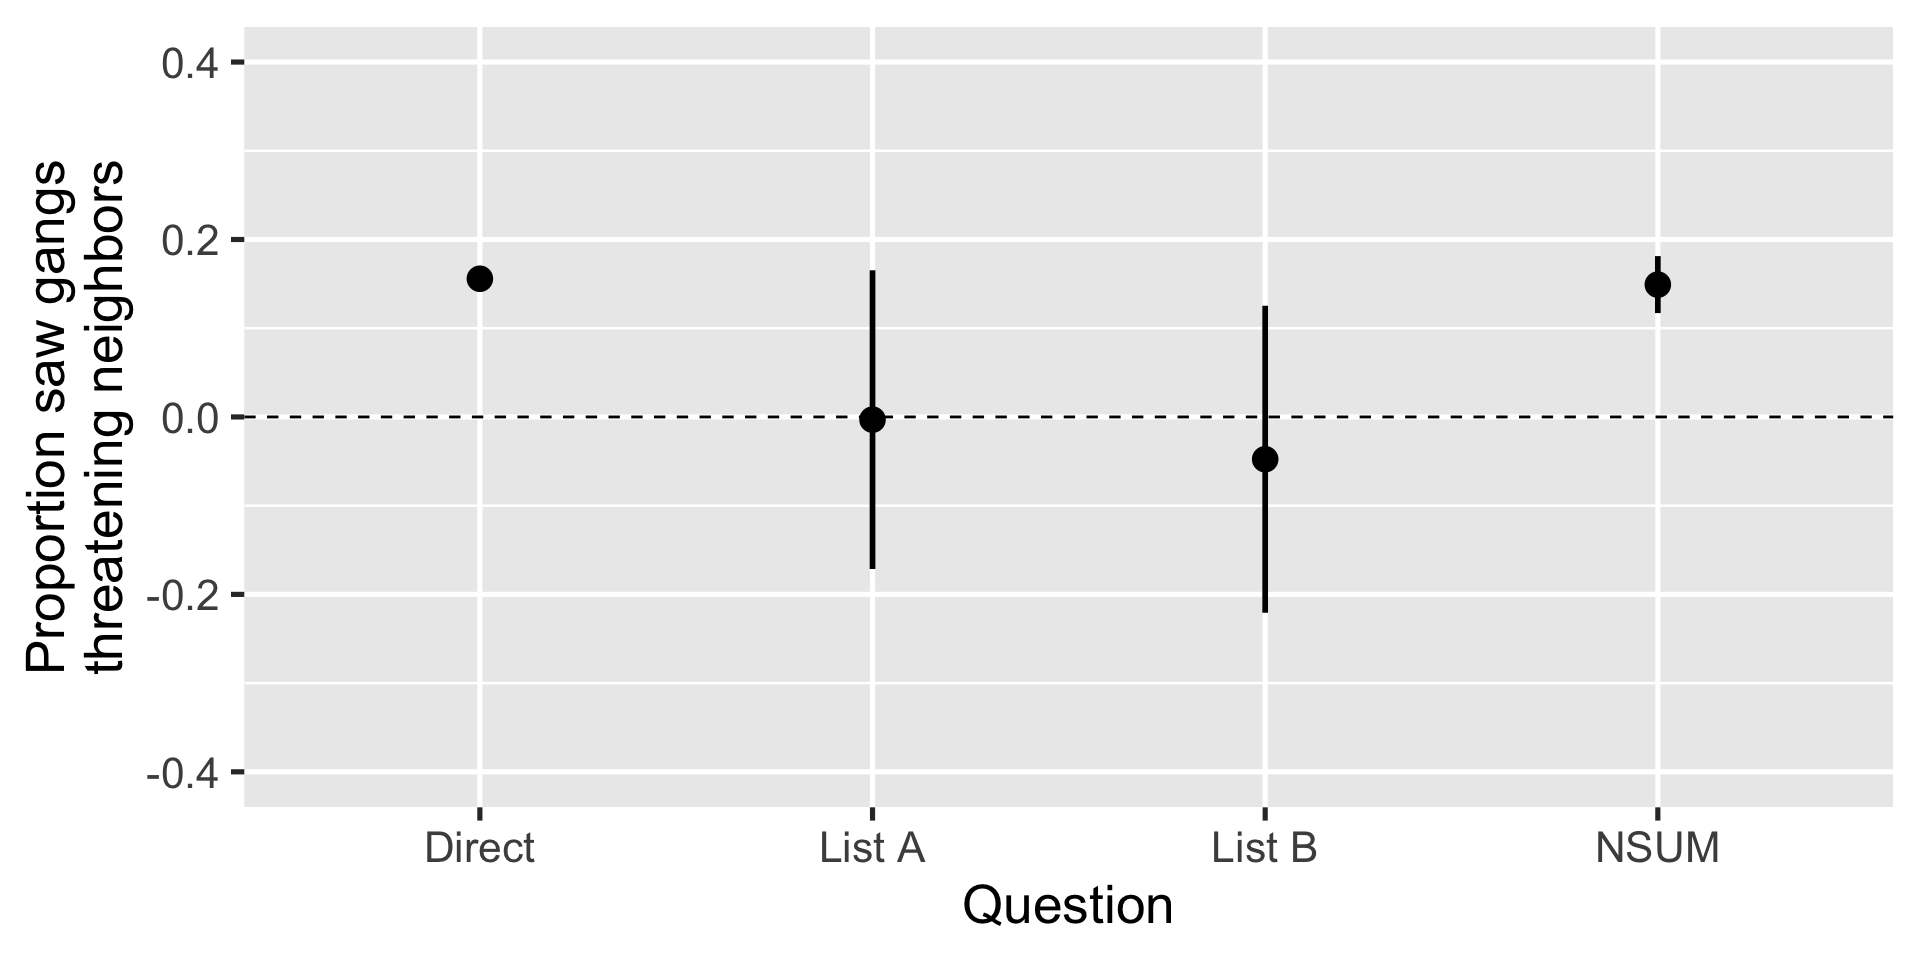 Proportion saw gangs
threatening neighbors
0.4
0.2
0.0
-0.2
-0.4
Direct
List A
List B
NSUM
Question